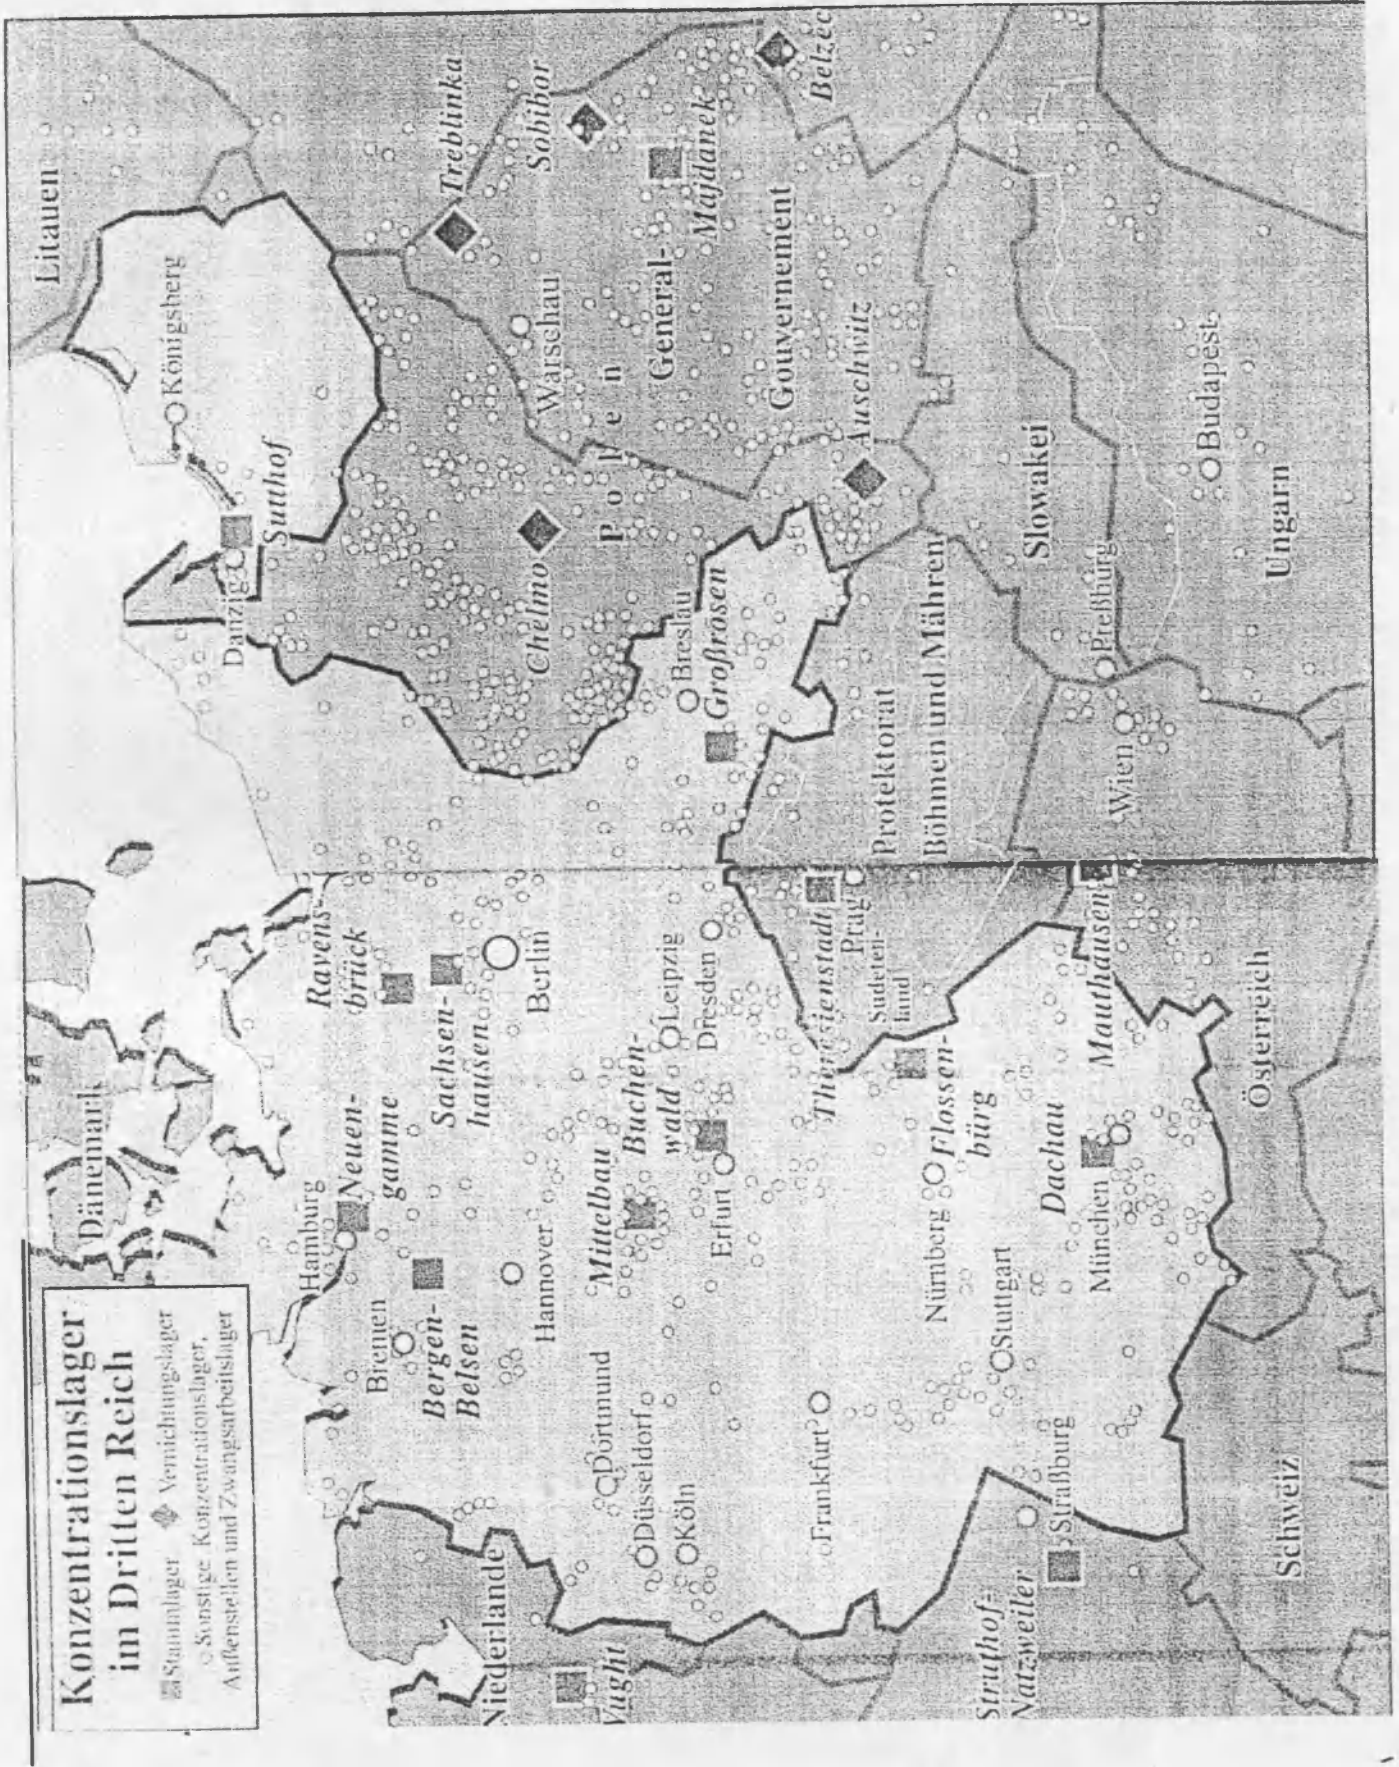 Konzentrationslager
im Dritten Reich
Stammlager Vernichtungslager
Sonstige Konzentrationslager,
Außenstellen und Zwangsarbeitslager
Dänemark
Litauen
Königsberg
Danzig
Sutthof
Hamburg
Neuen-
gamme
Ravens-
brück
Bremen
Bergen-
Belsen
Sachsen-
hausen
Berlin
Hannover
Niederlande
Vught
Dortmund
Düsseldorf
Köln
Mittelbau
Buchen-
wald
Leipzig
Dresden
Erfurt
Chelmo
Treblinka
Sobibor
Warschau
Polen
General-
Gouvernement
Majdanek
Belzec
Breslau
Großrosen
Auschwitz
Frankfurt
Theresienstadt
Prag
Sudeten-
land
Protektorat
Böhmen und Mähren
Nürnberg
Flossen-
bürg
Stuttgart
Struthof-
Natzweiler
Straßburg
Dachau
München
Mauthausen
Wien
Preßburg
Slowakei
Budapest
Ungarn
Österreich
Schweiz